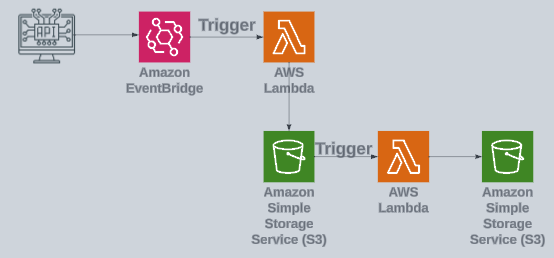 API
Trigger
Amazon
EventBridge
AWS
Lambda
Trigger
Amazon
Simple
Storage
Service (S3)
AWS
Lambda
Amazon
Simple
Storage
Service (S3)